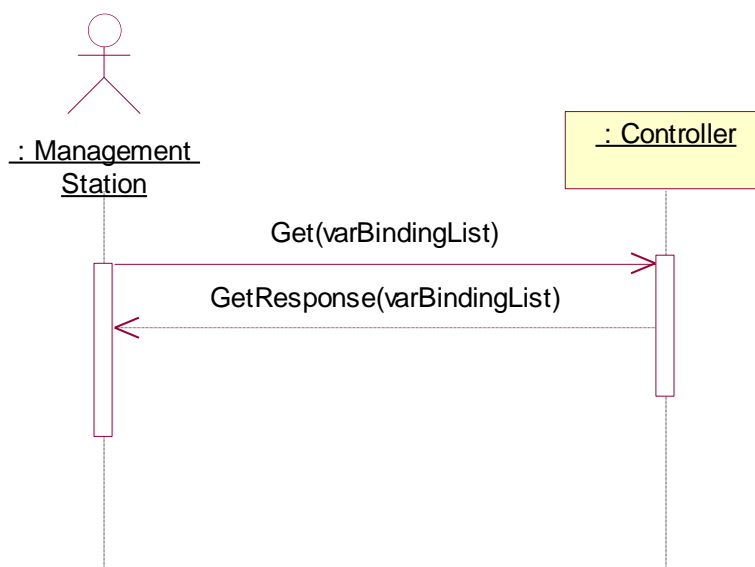 : Management
Station
: Controller
Get(varBindingList)
GetResponse(varBindingList)